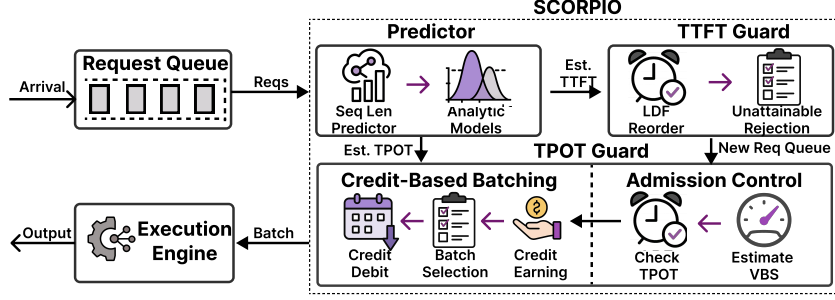 SCORPIO
Predictor
TTFT Guard
Request Queue
Arrival
Reqs
Est.
TTFT
Seq Len
Predictor
Analytic
Models
LDF
Reorder
Unattainable
Rejection
Est. TPOT
TPOT Guard
New Req Queue
Credit-Based Batching
Admission Control
Output
Execution
Engine
Batch
Credit
Debit
Batch
Selection
Credit
Earning
Check
TPOT
Estimate
VBS